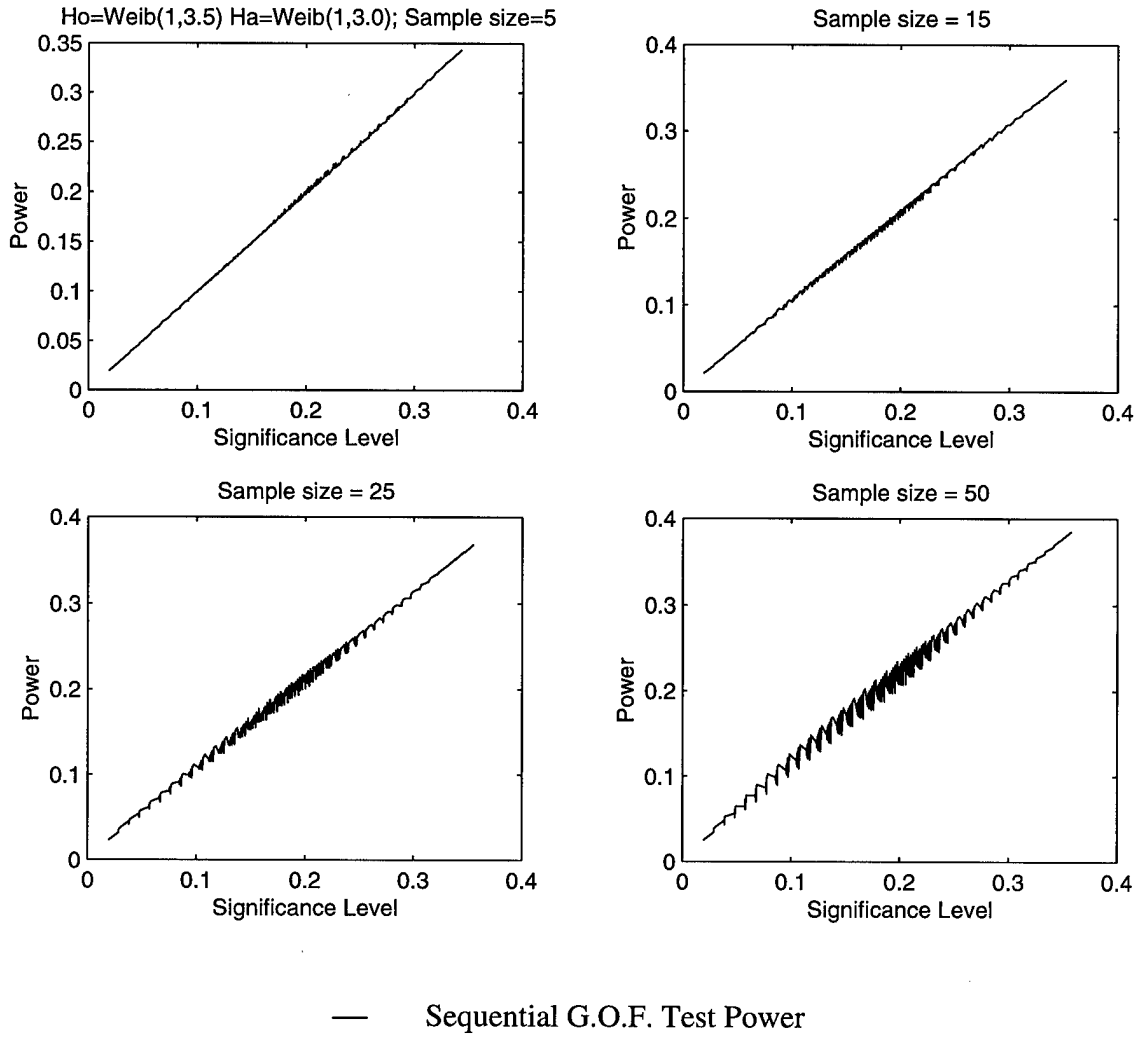 Ho=Weib(1,3.5) Ha=Weib(1,3.0); Sample size=5
0.35
0.3
0.25
0.2
0.15
0.1
0.05
0
Power
0 0.1 0.2 0.3 0.4
Significance Level
Sample size = 15
0.4
0.3
0.2
0.1
0
Power
0 0.1 0.2 0.3 0.4
Significance Level
Sample size = 25
0.4
0.3
0.2
0.1
0
Power
0 0.1 0.2 0.3 0.4
Significance Level
Sample size = 50
0.4
0.3
0.2
0.1
0
Power
0 0.1 0.2 0.3 0.4
Significance Level
Sequential G.O.F. Test Power